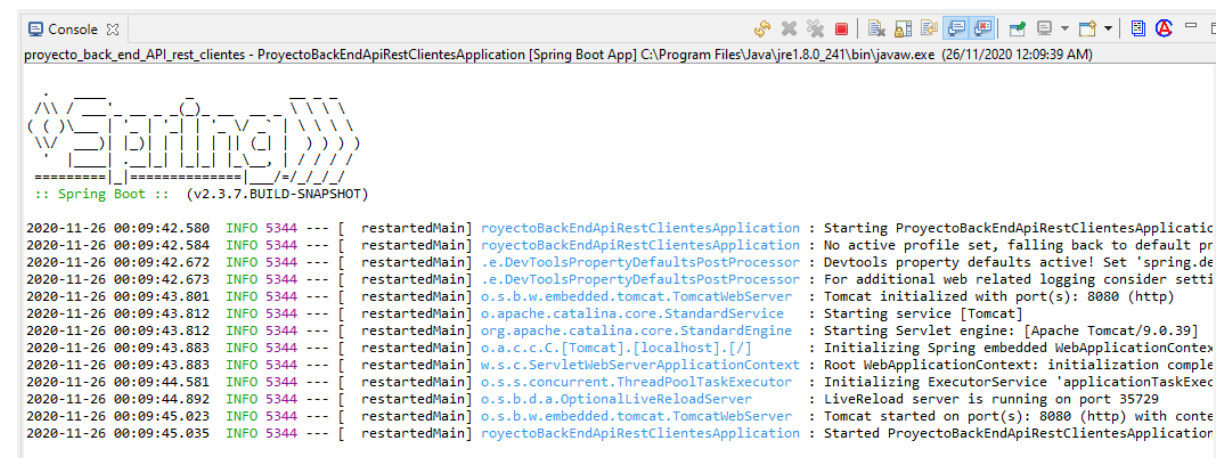 Console
proyecto_back_end_API_rest_clientes - ProyectoBackEndApiRestClientesApplication [Spring Boot App] C:\Program Files\Java\jre1.8.0_241\bin\javaw.exe (26/11/2020 12:09:39 AM)
Spring
:: Spring Boot :: (v2.3.7.BUILD-SNAPSHOT)
2020-11-26 00:09:42.580 INFO 5344 --- [ restartedMain] royectoBackEndApiRestClientesApplication : Starting ProyectoBackEndApiRestClientesApplicatic
2020-11-26 00:09:42.584 INFO 5344 --- [ restartedMain] royectoBackEndApiRestClientesApplication : No active profile set, falling back to default pr
2020-11-26 00:09:42.672 INFO 5344 --- [ restartedMain] .e.DevToolsPropertyDefaultsPostProcessor : Devtools property defaults active! Set 'spring.de
2020-11-26 00:09:42.673 INFO 5344 --- [ restartedMain] .e.DevToolsPropertyDefaultsPostProcessor : For additional web related logging consider setti
2020-11-26 00:09:43.801 INFO 5344 --- [ restartedMain] o.s.b.w.embedded.tomcat.TomcatWebServer : Tomcat initialized with port(s): 8080 (http)
2020-11-26 00:09:43.812 INFO 5344 --- [ restartedMain] o.apache.catalina.core.StandardService : Starting service [Tomcat]
2020-11-26 00:09:43.812 INFO 5344 --- [ restartedMain] org.apache.catalina.core.StandardEngine : Starting Servlet engine: [Apache Tomcat/9.0.39]
2020-11-26 00:09:43.883 INFO 5344 --- [ restartedMain] o.a.c.c.C.[Tomcat].[localhost].[/] : Initializing Spring embedded WebApplicationContex
2020-11-26 00:09:43.883 INFO 5344 --- [ restartedMain] w.s.c.ServletWebServerApplicationContext : Root WebApplicationContext: initialization comple
2020-11-26 00:09:44.581 INFO 5344 --- [ restartedMain] o.s.s.concurrent.ThreadPoolTaskExecutor : Initializing ExecutorService 'applicationTaskExec
2020-11-26 00:09:44.892 INFO 5344 --- [ restartedMain] o.s.b.d.a.OptionalLiveReloadServer : LiveReload server is running on port 35729
2020-11-26 00:09:45.023 INFO 5344 --- [ restartedMain] o.s.b.w.embedded.tomcat.TomcatWebServer : Tomcat started on port(s): 8080 (http) with conte
2020-11-26 00:09:45.035 INFO 5344 --- [ restartedMain] royectoBackEndApiRestClientesApplication : Started ProyectoBackEndApiRestClientesApplication